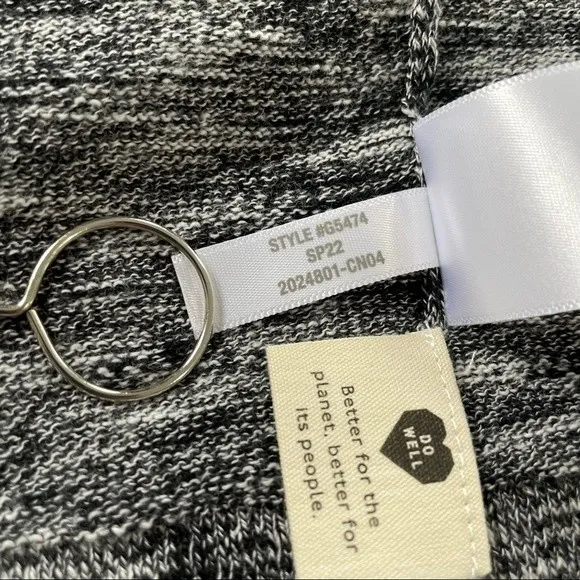 STYLE #G5474
SP22
2024801-CN04
Better for the
planet, better for
its people.
DO
WELL